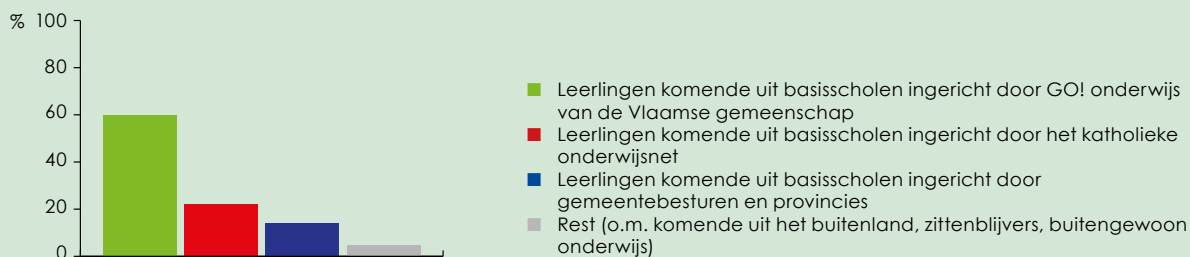 % 100
80
60
40
20
0
Leerlingen komende uit basisscholen ingericht door GO! onderwijs
van de Vlaamse gemeenschap
Leerlingen komende uit basisscholen ingericht door het katholieke
onderwijsnet
Leerlingen komende uit basisscholen ingericht door
gemeentebesturen en provincies
Rest (o.m. komende uit het buitenland, zittenblijvers, buitengewoon
onderwijs)